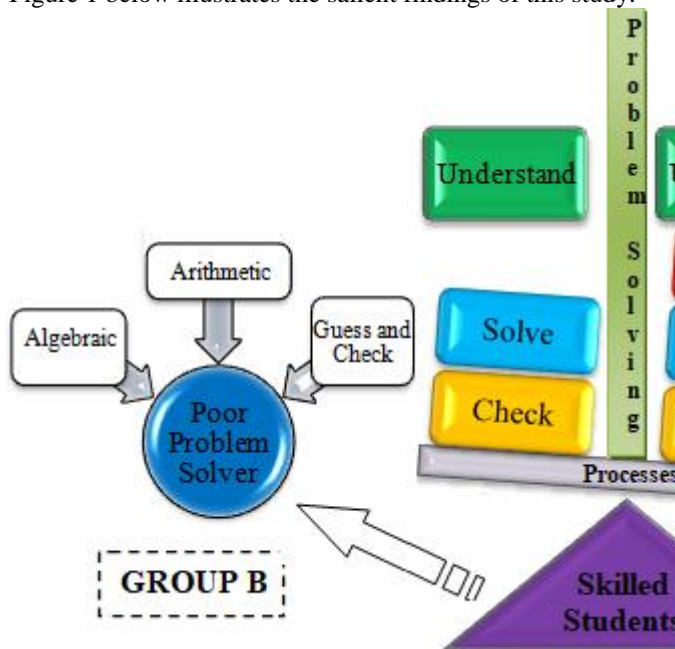 Figure 1 below illustrates the salient findings of this study.
Problem Solving
Understand
U
Arithmetic
Algebraic
Guess and
Check
Solve
Poor
Problem
Solver
Check
Processes
GROUP B
Skilled
Students